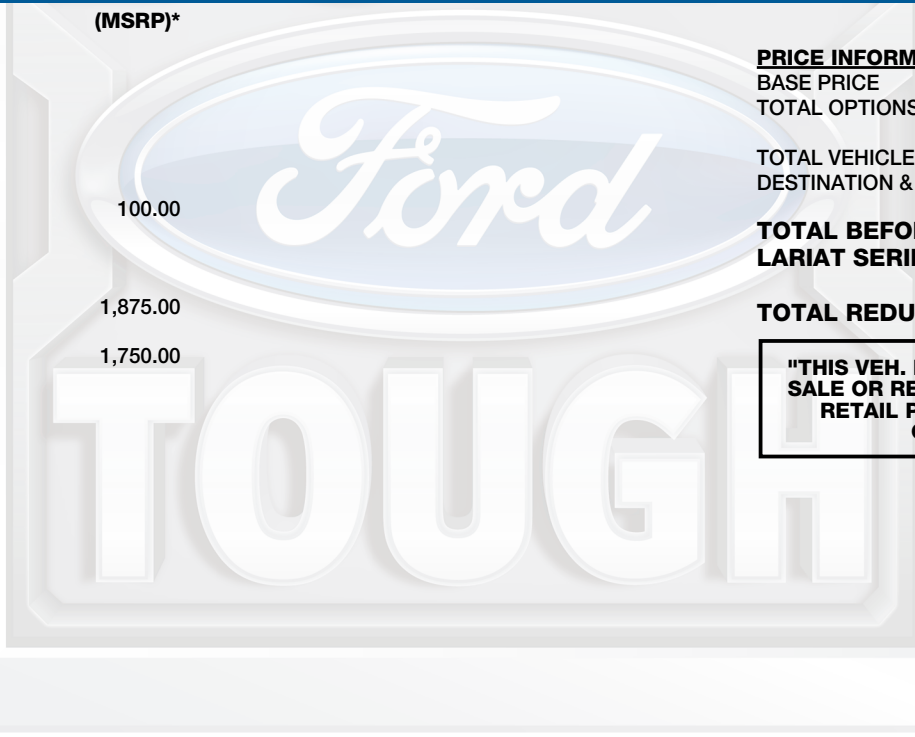 (MSRP)*
100.00
1,875.00
1,750.00
PRICE INFORM
BASE PRICE
TOTAL OPTIONS
TOTAL VEHICLE
DESTINATION &
TOTAL BEFO
LARIAT SERI
TOTAL REDU
"THIS VEH.
SALE OR RE
RETAIL
Ford
TOUGH